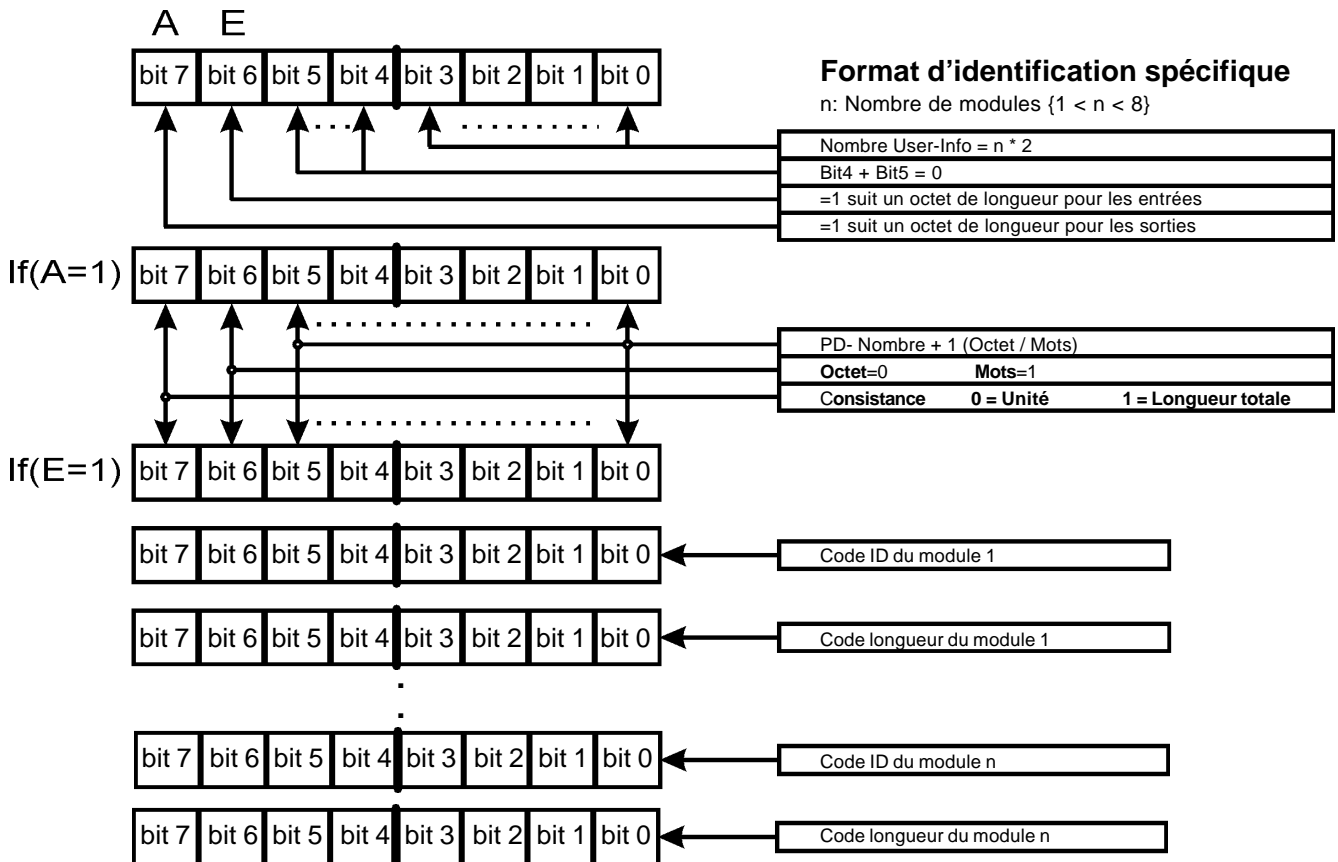 A E
bit 7 bit 6 bit 5 bit 4 bit 3 bit 2 bit 1 bit 0
Format d'identification spécifique
n: Nombre de modules {1 < n < 8}
Nombre User-Info = n * 2
Bit4 + Bit5 = 0
=1 suit un octet de longueur pour les entrées
=1 suit un octet de longueur pour les sorties
If(A=1) bit 7 bit 6 bit 5 bit 4 bit 3 bit 2 bit 1 bit 0
PD- Nombre + 1 (Octet / Mots)
Octet=0 Mots=1
Consistance 0 = Unité 1 = Longueur totale
If(E=1) bit 7 bit 6 bit 5 bit 4 bit 3 bit 2 bit 1 bit 0
bit 7 bit 6 bit 5 bit 4 bit 3 bit 2 bit 1 bit 0 Code ID du module 1
bit 7 bit 6 bit 5 bit 4 bit 3 bit 2 bit 1 bit 0 Code longueur du module 1
bit 7 bit 6 bit 5 bit 4 bit 3 bit 2 bit 1 bit 0 Code ID du module n
bit 7 bit 6 bit 5 bit 4 bit 3 bit 2 bit 1 bit 0 Code longueur du module n